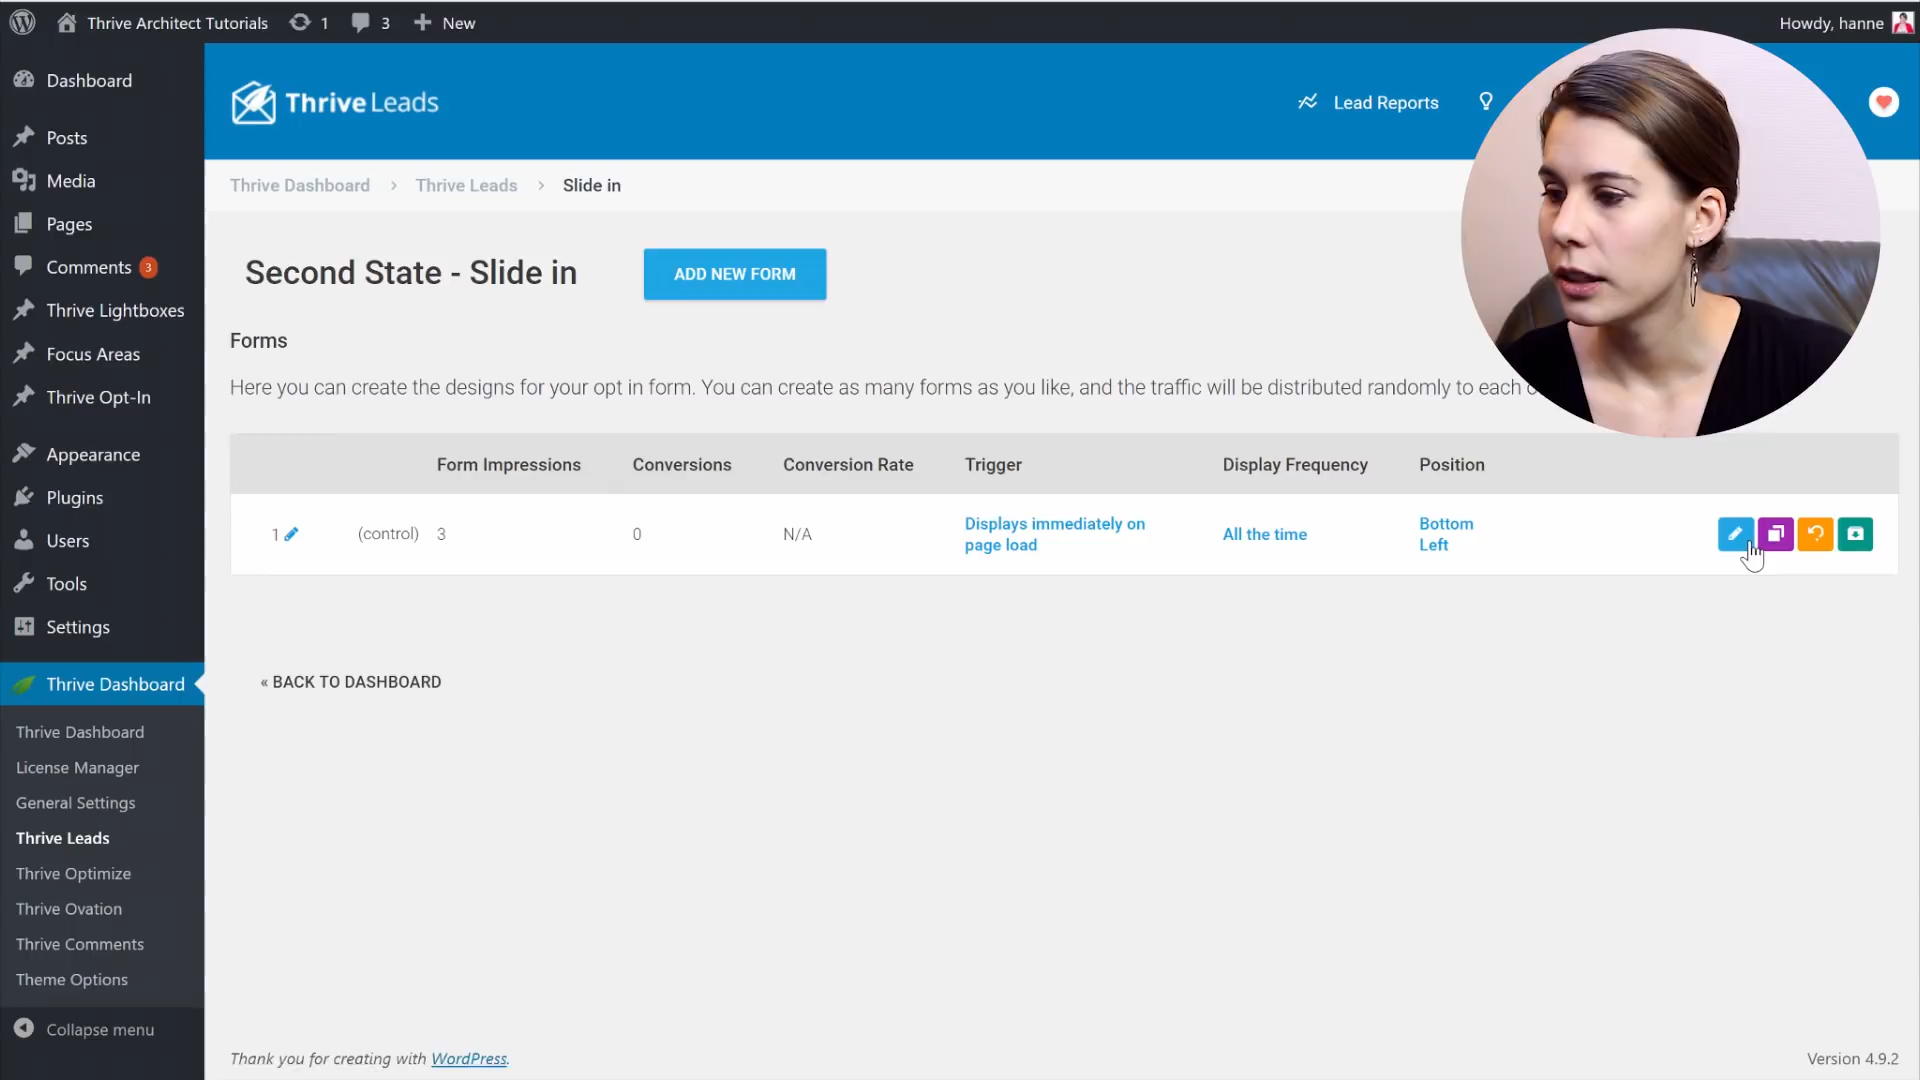 Thrive Architect Tutorials 1 3 New
Howdy, hanne
Dashboard
Posts
Media
Pages
Comments 3
Thrive Lightboxes
Focus Areas
Thrive Opt-In
Appearance
Plugins
Users
Tools
Settings
Thrive Dashboard
Thrive Dashboard
License Manager
General Settings
Thrive Leads
Thrive Optimize
Thrive Ovation
Thrive Comments
Theme Options
Collapse menu
Thrive Leads
Lead Reports
Thrive Dashboard > Thrive Leads > Slide in
Second State - Slide in
ADD NEW FORM
Forms
Here you can create the designs for your opt in form. You can create as many forms as you like, and the traffic will be distributed randomly to each
Form Impressions Conversions Conversion Rate Trigger Display Frequency Position
1 (control) 3 0 N/A Displays immediately on page load All the time Bottom Left
« BACK TO DASHBOARD
Thank you for creating with WordPress.
Version 4.9.2